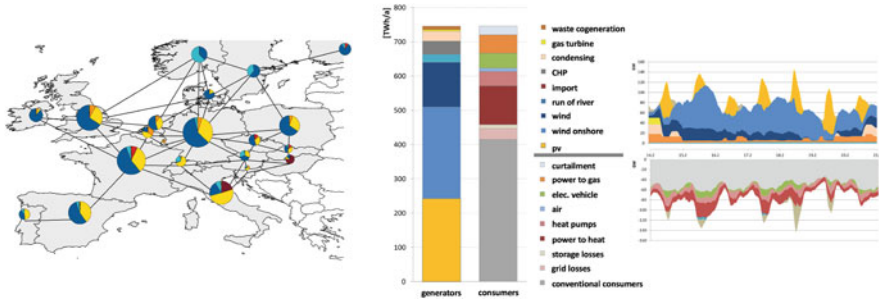 [TWh/a]
800
700
600
500
400
300
200
100
0
generators
consumers
waste cogeneration
gas turbine
condensing
CHP
import
run of river
wind
wind onshore
pv
curtailment
power to gas
elec. vehicle
air
heat pumps
power to heat
storage losses
grid losses
conventional consumers